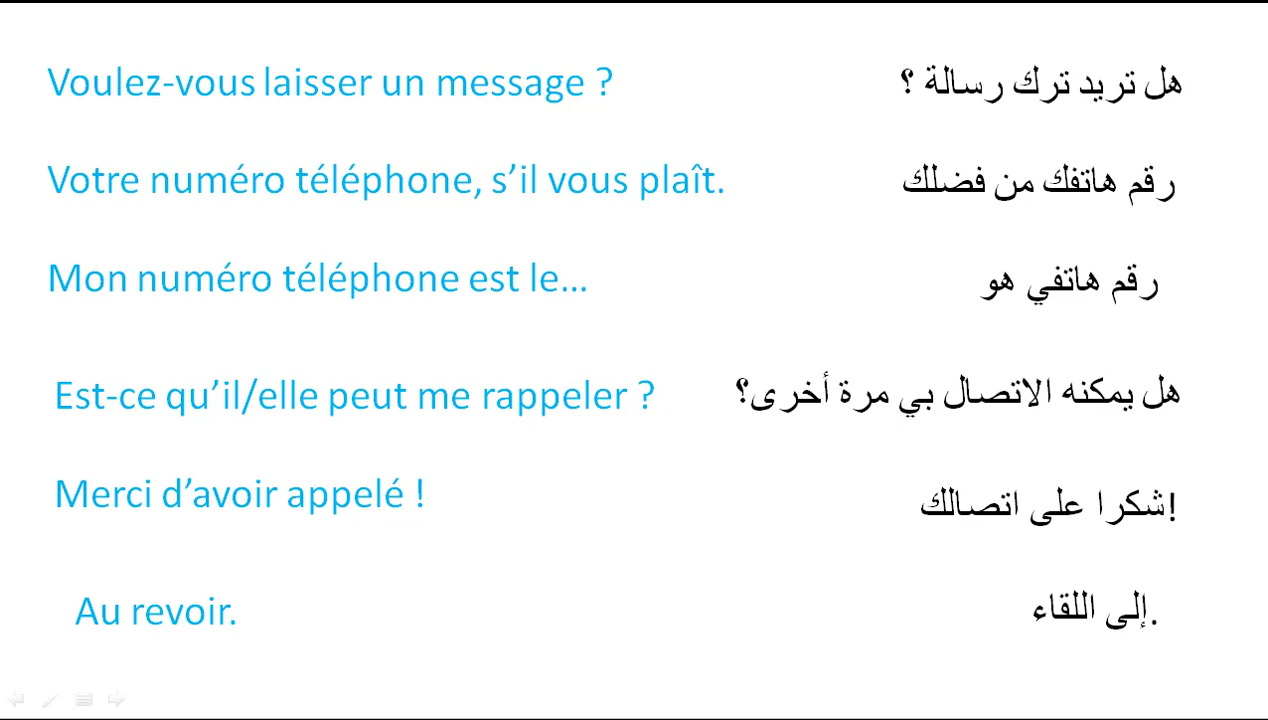 Voulez-vous laisser un message ?
هل تريد ترك رسالة ؟
Votre numéro téléphone, s’il vous plaît.
رقم هاتفك من فضلك
Mon numéro téléphone est le…
رقم هاتفي هو
Est-ce qu’il/elle peut me rappeler ?
هل يمكنه الاتصال بي مرة أخرى؟
Merci d’avoir appelé !
شكرا على اتصالك!
Au revoir.
إلى اللقاء.